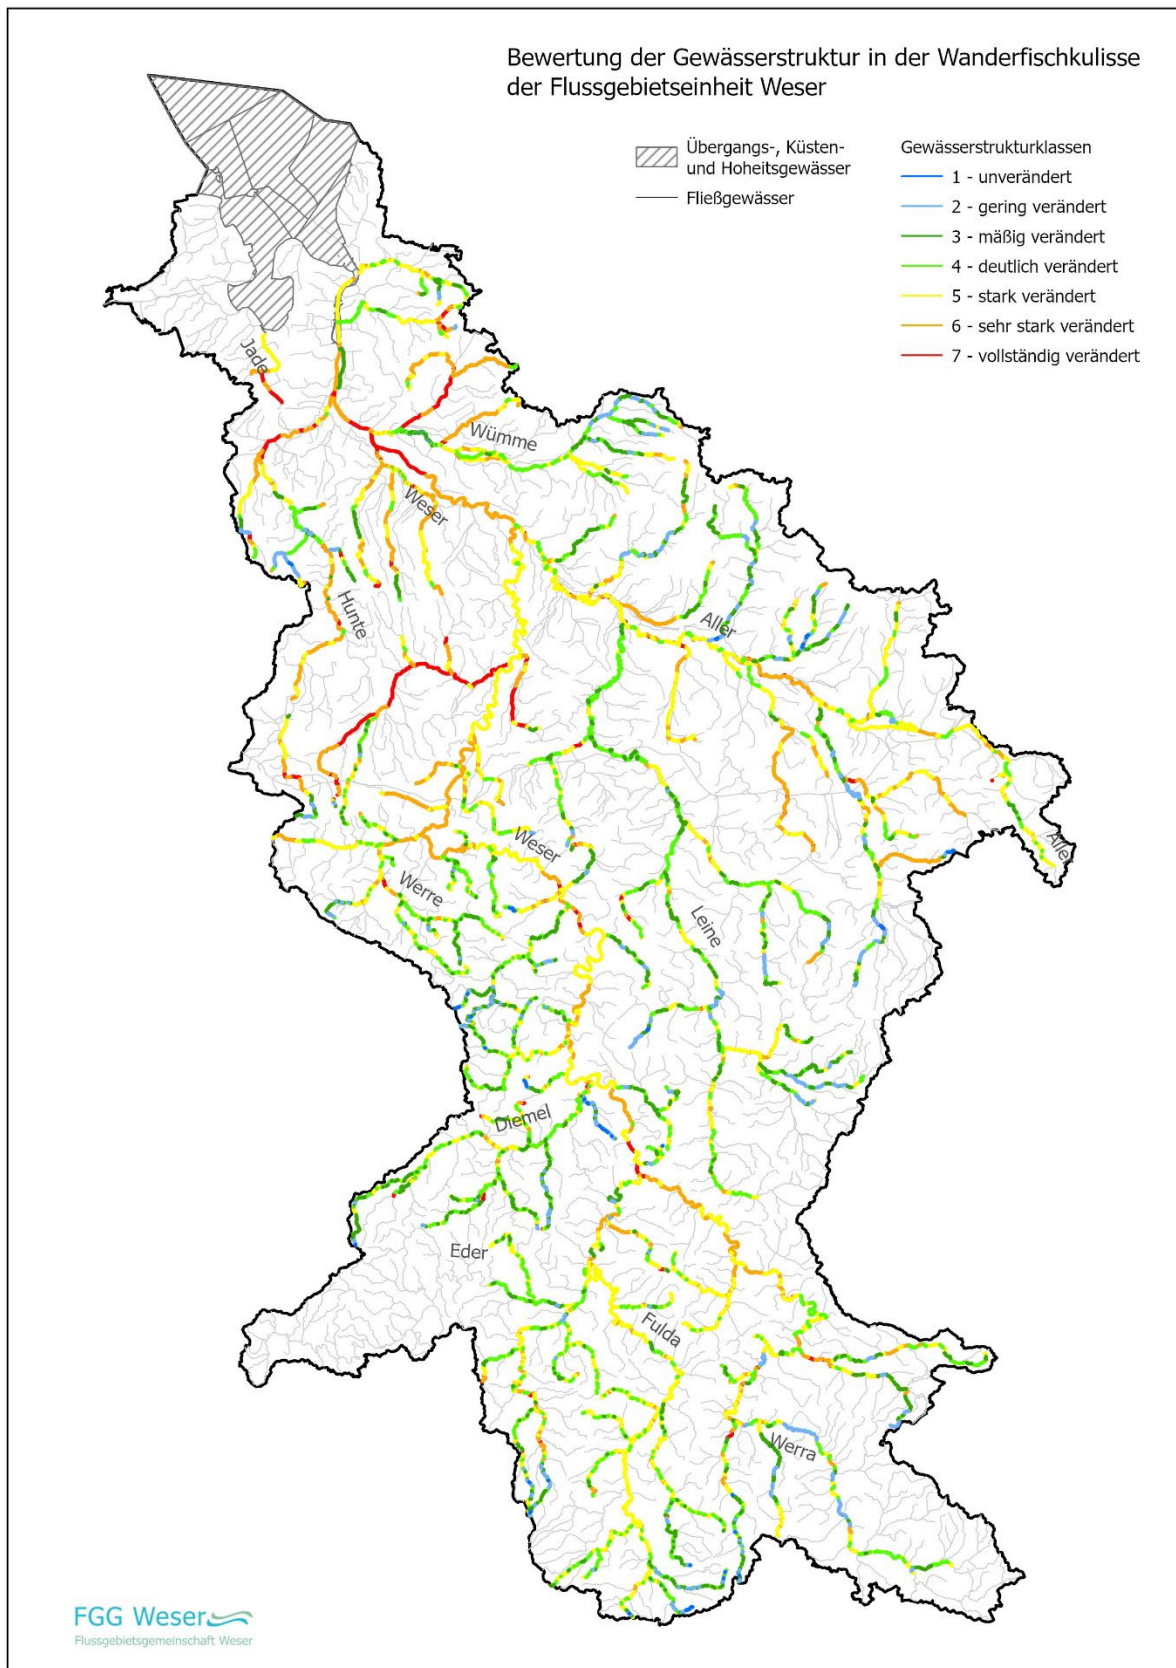 Bewertung der Gewässerstruktur in der Wanderfischkulisse
der Flussgebietseinheit Weser
Übergangs-, Küsten-
und Hoheitsgewässer
Fließgewässer
Gewässerstrukturklassen
1 - unverändert
2 - gering verändert
3 - mäßig verändert
4 - deutlich verändert
5 - stark verändert
6 - sehr stark verändert
7 - vollständig verändert
Jade
Wümme
Weser
Hunte
Aller
Weser
Aller
Werre
Leine
Diemel
Eder
Fulda
Werra
FGG Weser
Flussgebietsgemeinschaft Weser